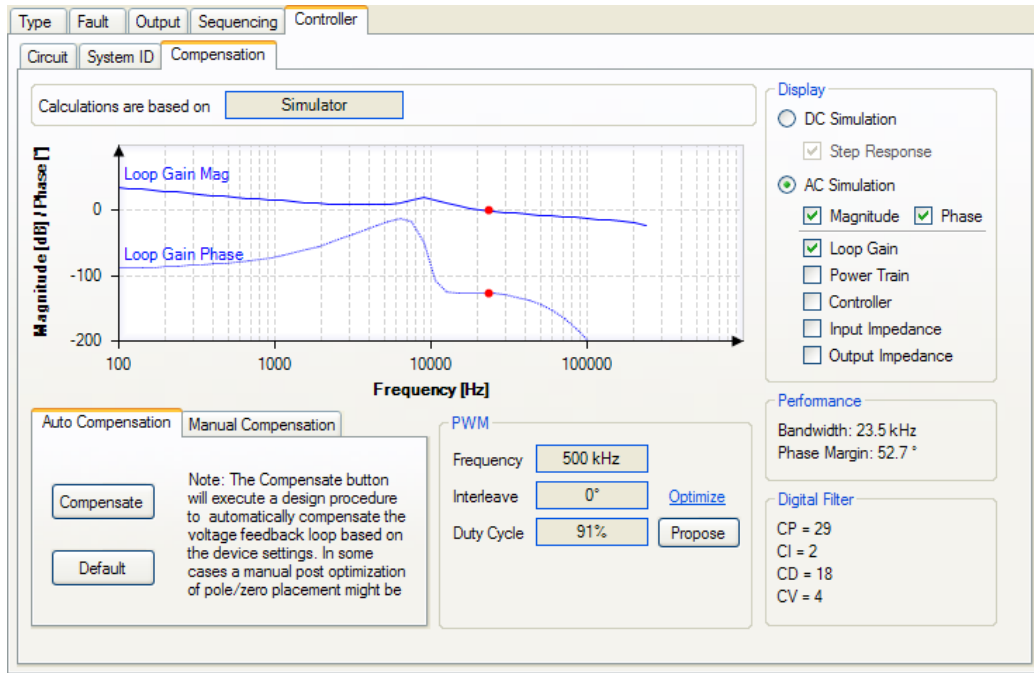 Type Fault Output Sequencing Controller
Circuit System ID Compensation
Calculations are based on Simulator
Magnitude [dB] / Phase [°]
Loop Gain Mag
Loop Gain Phase
0
-100
-200
100 1000 10000 100000
Frequency [Hz]
Display
DC Simulation
Step Response
AC Simulation
Magnitude Phase
Loop Gain
Power Train
Controller
Input Impedance
Output Impedance
Auto Compensation Manual Compensation
Compensate
Default
Note: The Compensate button
will execute a design procedure
to automatically compensate the
voltage feedback loop based on
the device settings. In some
cases a manual post optimization
of pole/zero placement might be
PWM
Frequency 500 kHz
Interleave 0° Optimize
Duty Cycle 91% Propose
Performance
Bandwidth: 23.5 kHz
Phase Margin: 52.7 °
Digital Filter
CP = 29
CI = 2
CD = 18
CV = 4